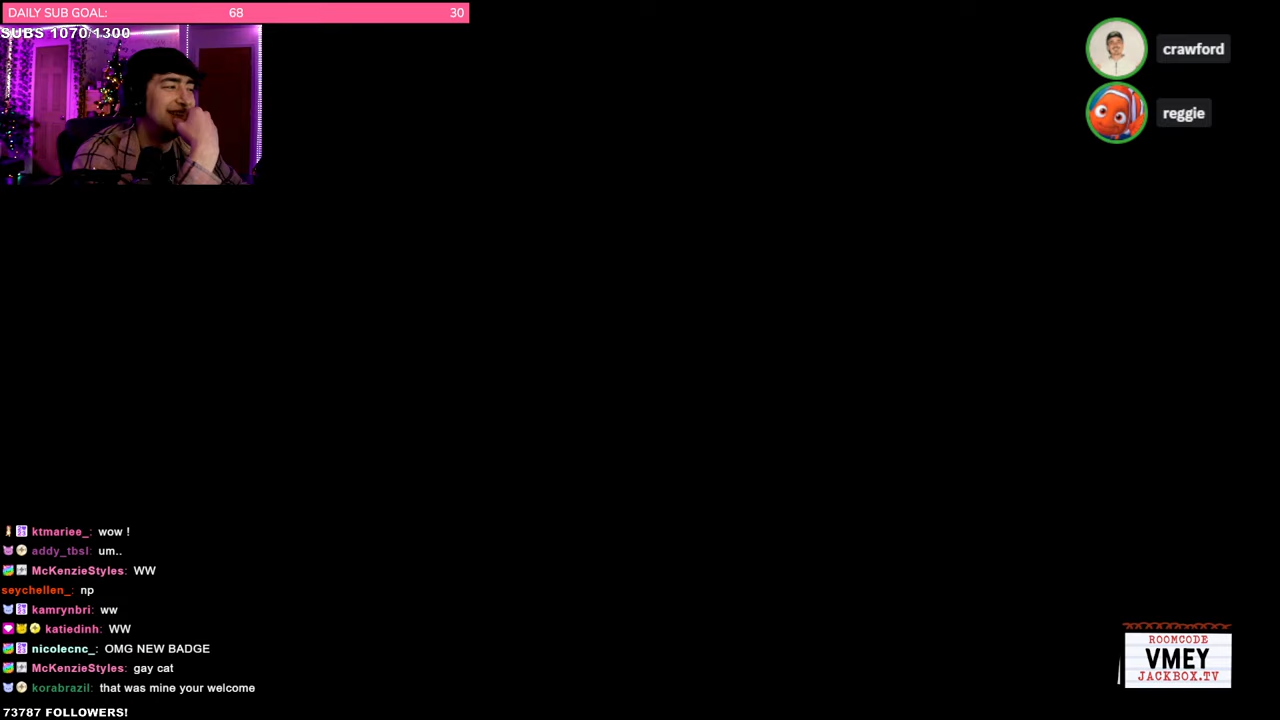 DAILY SUB GOAL: 68 30
SUBS 1070/1300
crawford
reggie
ktmariee_: wow !
addy_tbsl: um..
McKenzieStyles: WW
seychellen_: np
kamrynbri: ww
katiedinh: WW
nicolecnc_: OMG NEW BADGE
McKenzieStyles: gay cat
korabrazil: that was mine your welcome
73787 FOLLOWERS!
ROOMCODE
VMEY
JACKBOX.TV